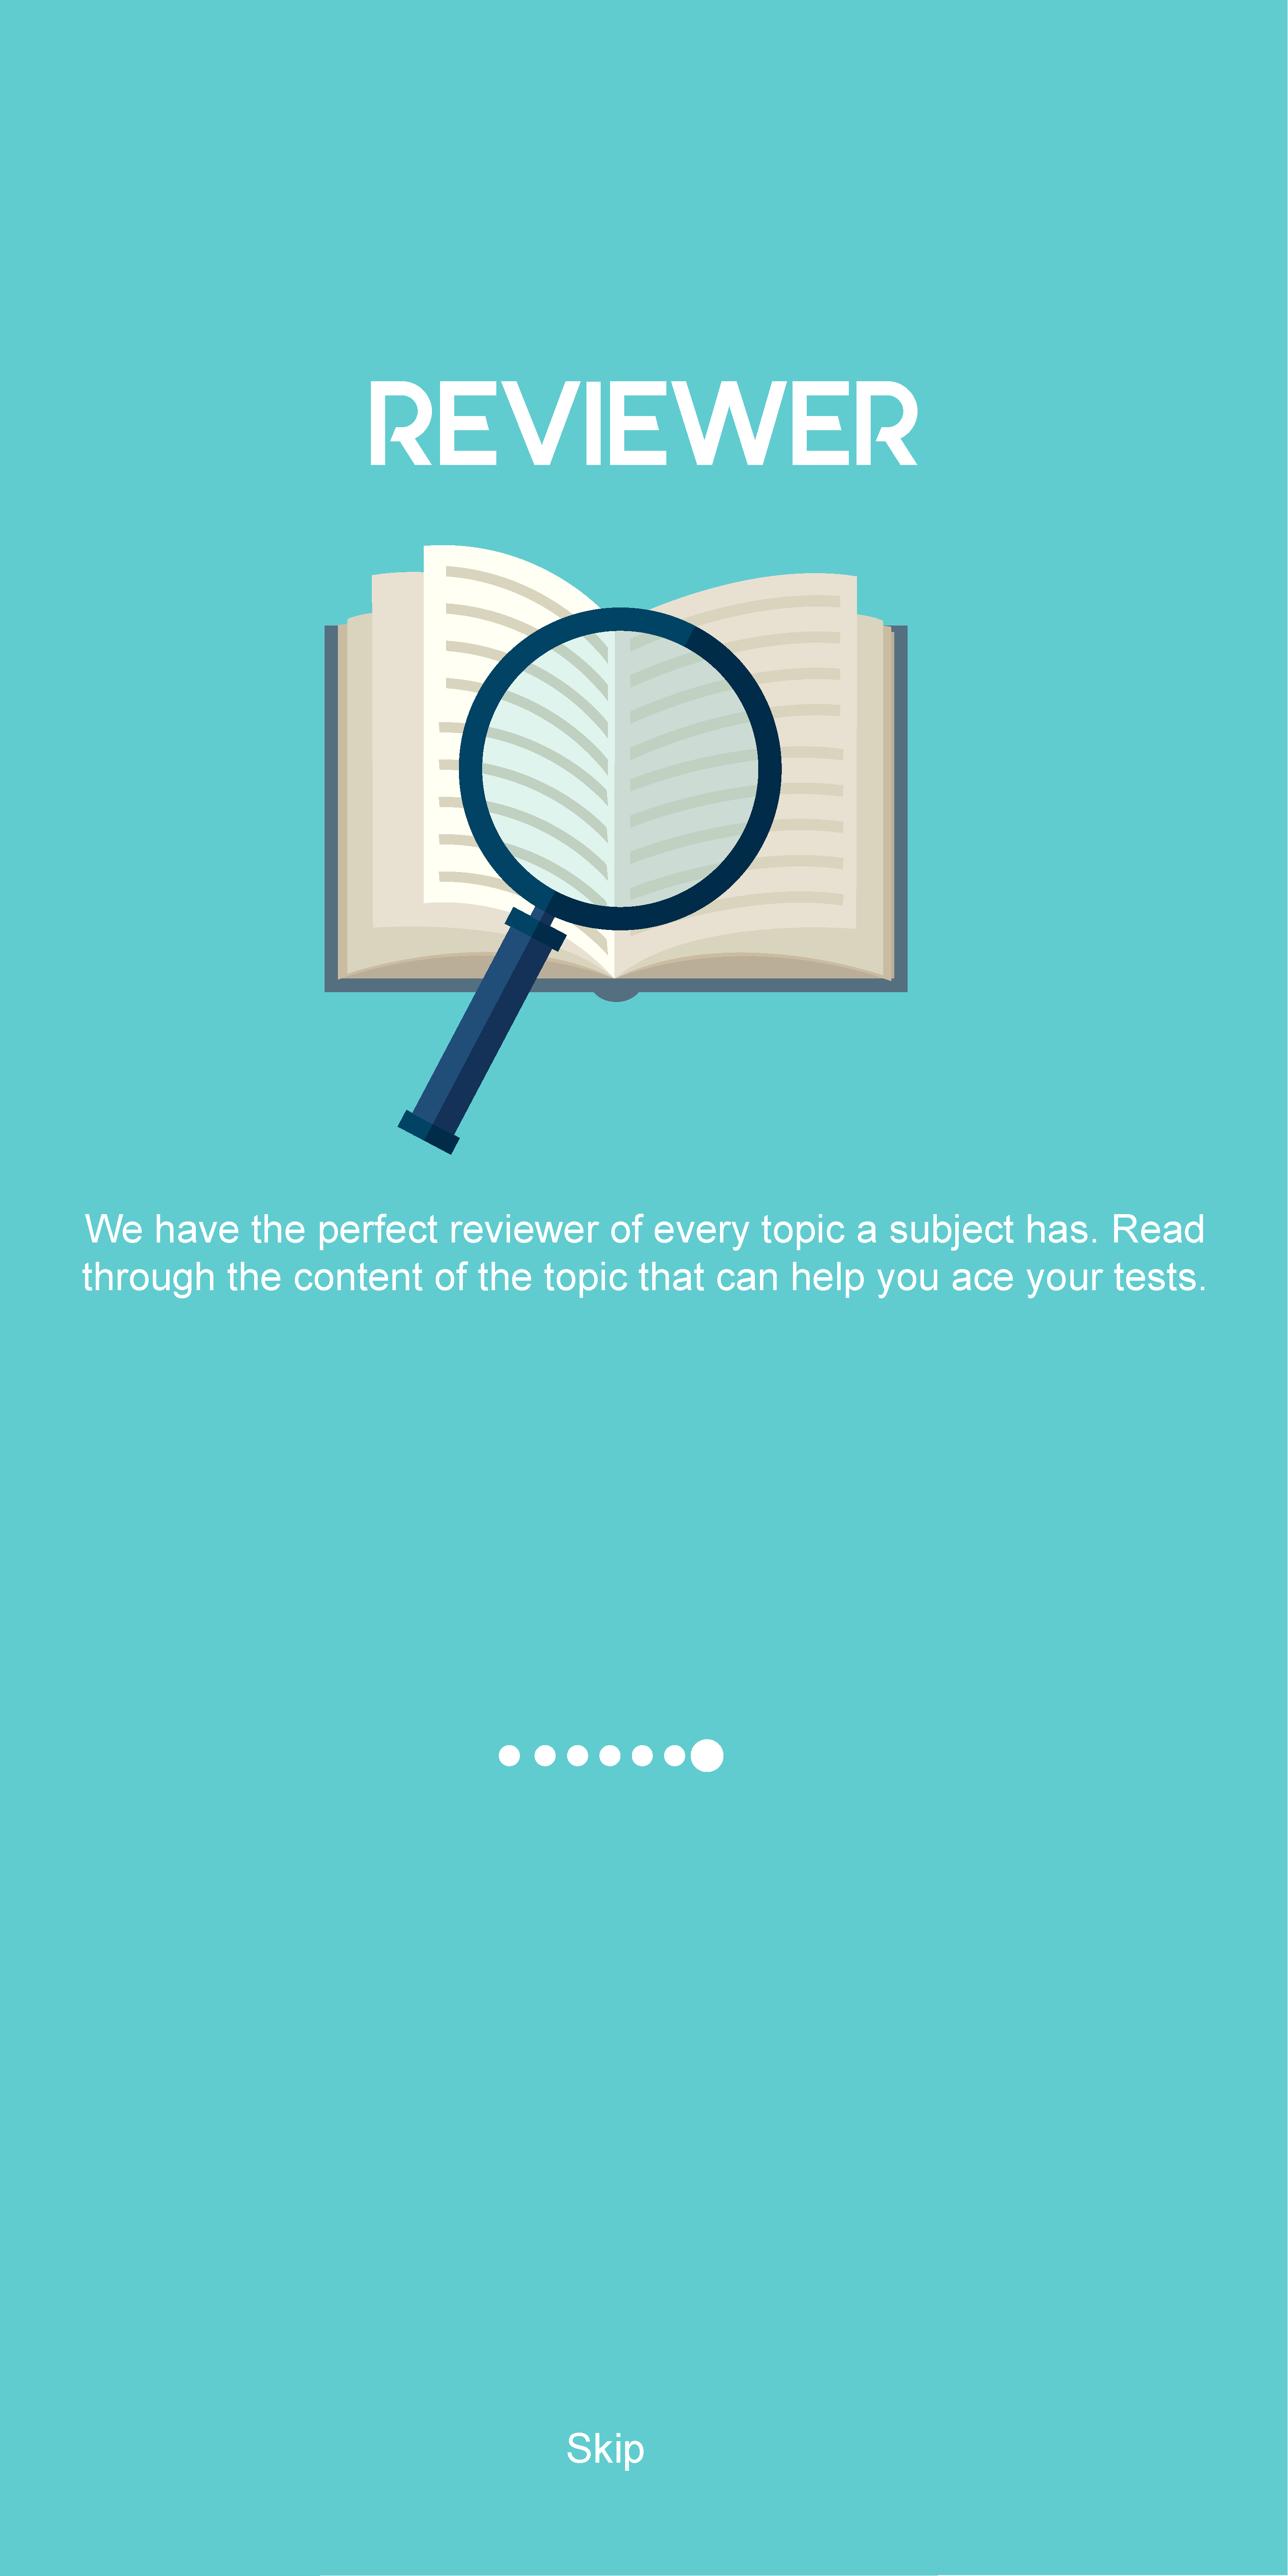 REVIEWER
We have the perfect reviewer of every topic a subject has. Read
through the content of the topic that can help you ace your tests.
Skip